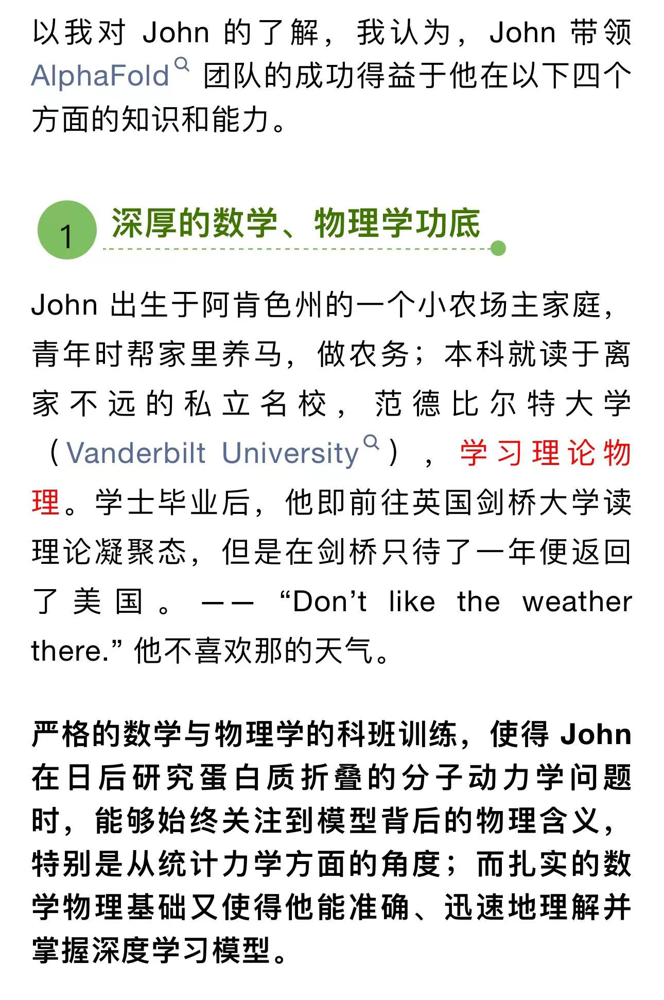 以我对 John 的了解，我认为，John 带领
AlphaFold 团队的成功得益于他在以下四个
方面的知识和能力。
1 深厚的数学、物理学功底
John 出生于阿肯色州的一个小农场主家庭，
青年时帮家里养马，做农务；本科就读于离
家不远的私立名校，范德比尔特大学
（Vanderbilt University），学习理论物
理。学士毕业后，他即前往英国剑桥大学读
理论凝聚态，但是在剑桥只待了一年便返回
了美国。—— “Don’t like the weather
there.” 他不喜欢那的天气。
严格的数学与物理学的科班训练，使得 John
在日后研究蛋白质折叠的分子动力学问题
时，能够始终关注到模型背后的物理含义，
特别是从统计力学方面的角度；而扎实的数
学物理基础又使得他能准确、迅速地理解并
掌握深度学习模型。